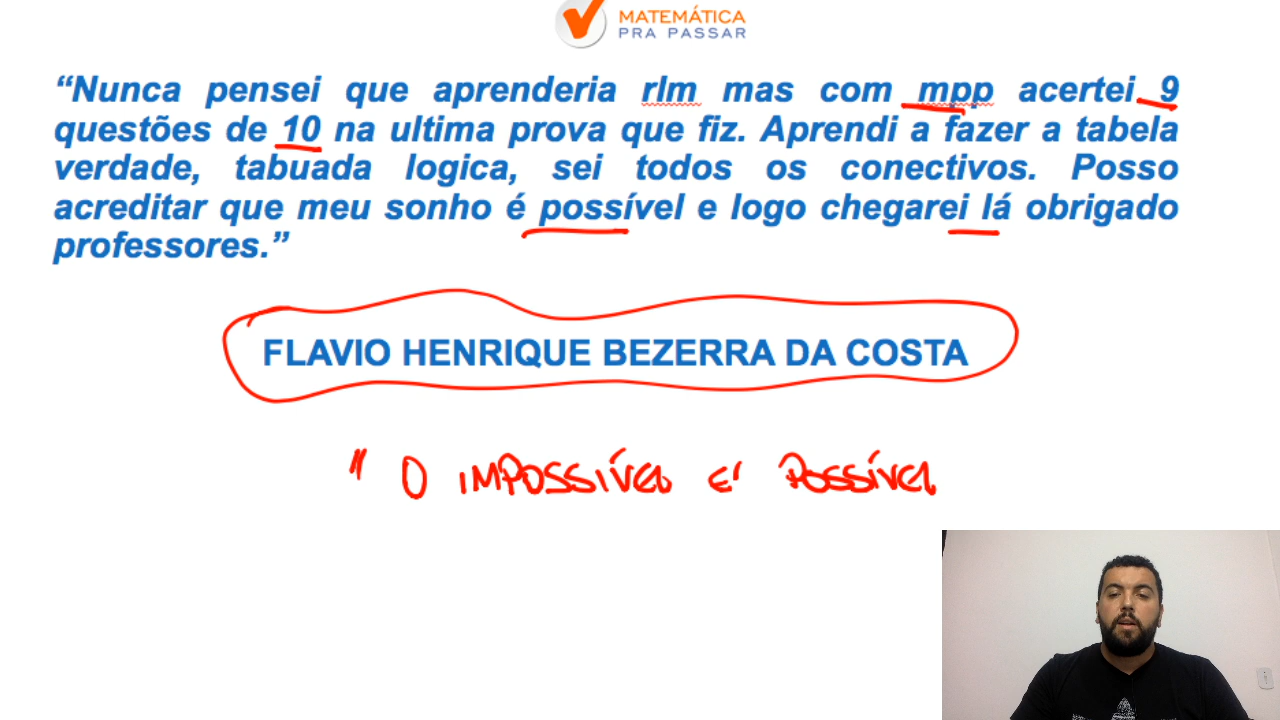 MATEMÁTICA
PRA PASSAR
“Nunca pensei que aprenderia rlm mas com mpp acertei 9
questões de 10 na ultima prova que fiz. Aprendi a fazer a tabela
verdade, tabuada logica, sei todos os conectivos. Posso
acreditar que meu sonho é possível e logo chegarei lá obrigado
professores.”
FLAVIO HENRIQUE BEZERRA DA COSTA
" O IMPOSSÍVEL É POSSÍVEL